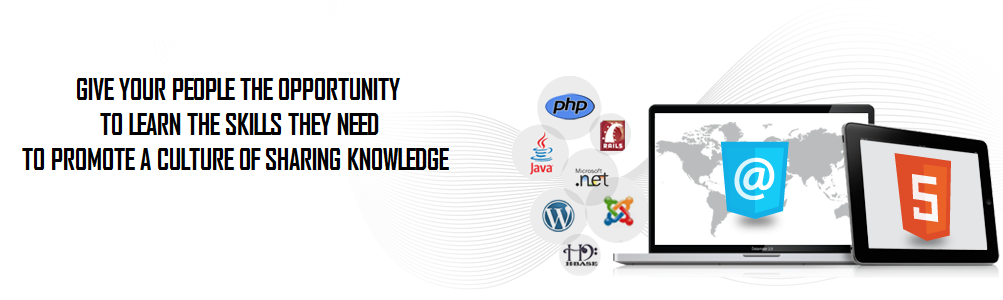 GIVE YOUR PEOPLE THE OPPORTUNITY
TO LEARN THE SKILLS THEY NEED
TO PROMOTE A CULTURE OF SHARING KNOWLEDGE
php
RAILS
Java
Microsoft
.net
W
HBASE
@
5